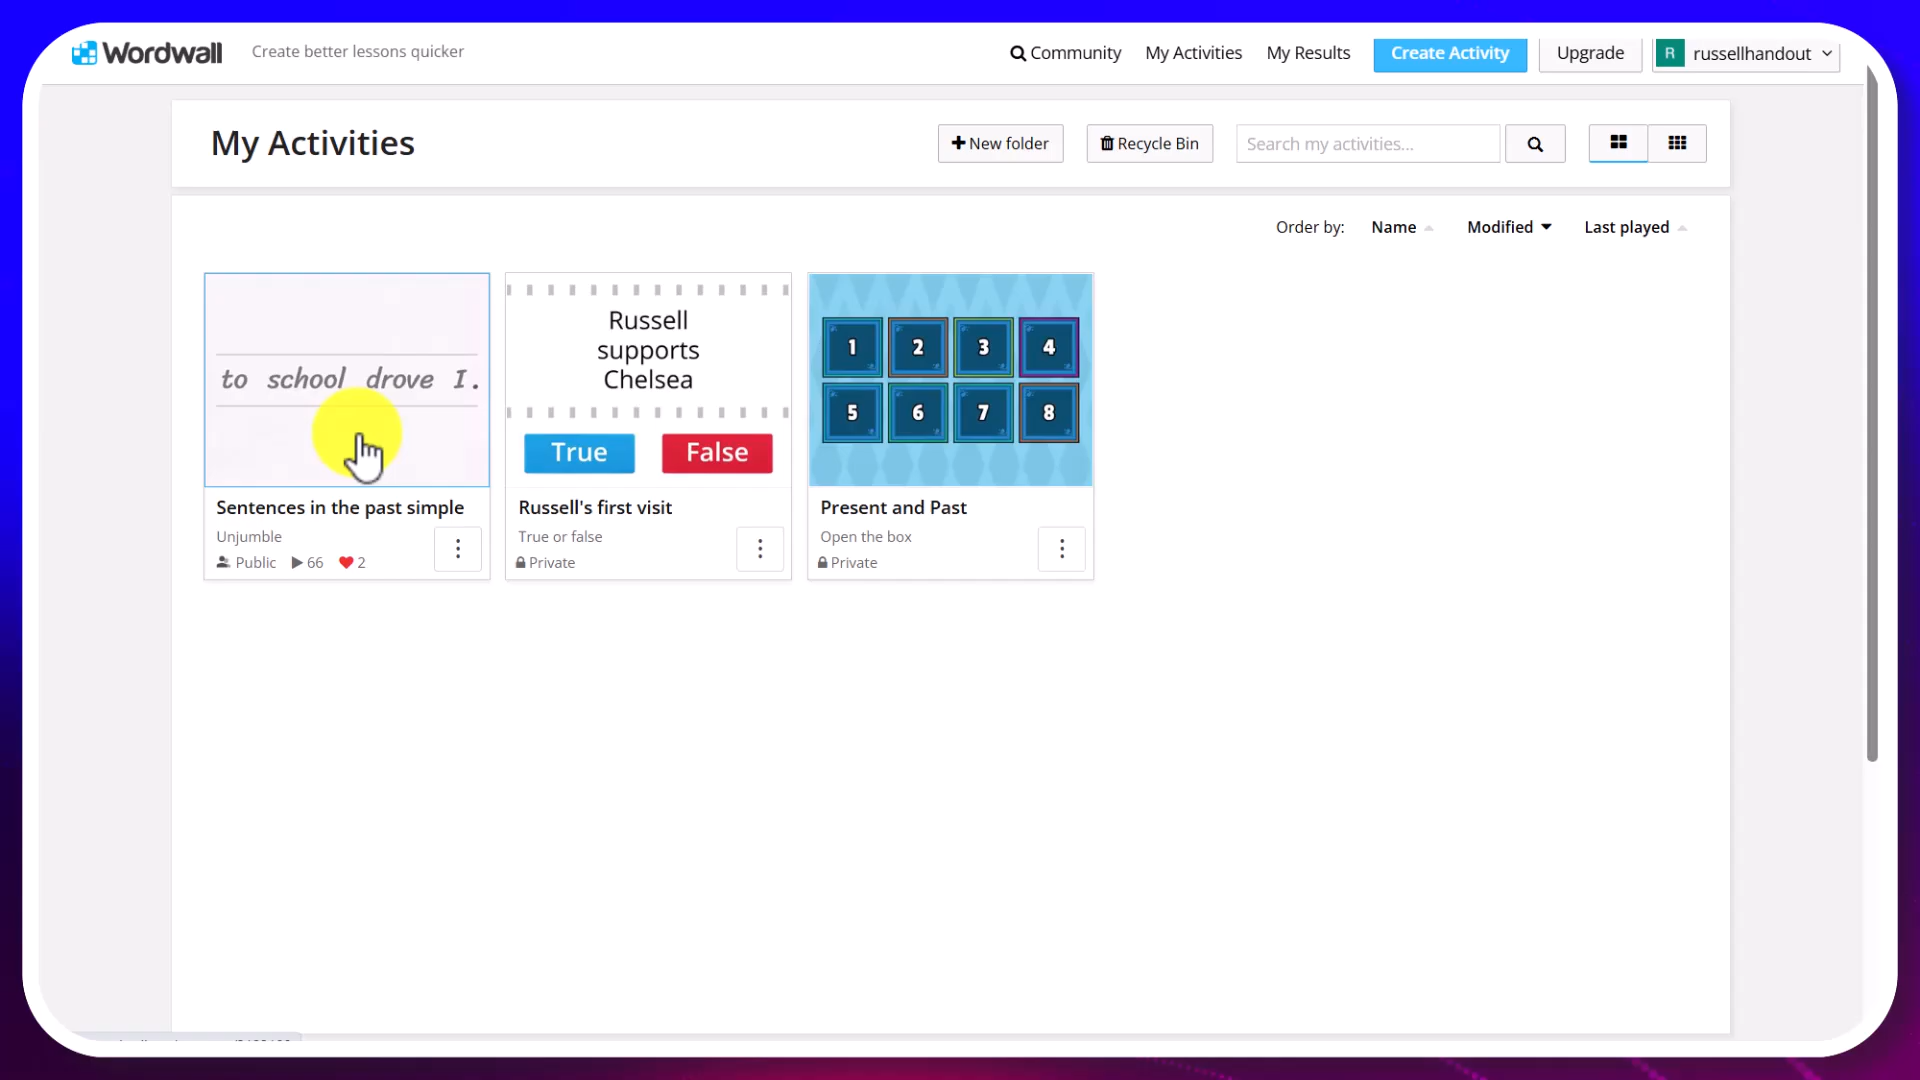 Wordwall Create better lessons quicker Community My Activities My Results Create Activity Upgrade R russellhandout
My Activities New folder Recycle Bin Search my activities...
Order by: Name Modified Last played
to school drove I.
Russell
supports
Chelsea
True False
1 2 3 4
5 6 7 8
Sentences in the past simple
Unjumble
Public 66 2
Russell's first visit
True or false
Private
Present and Past
Open the box
Private